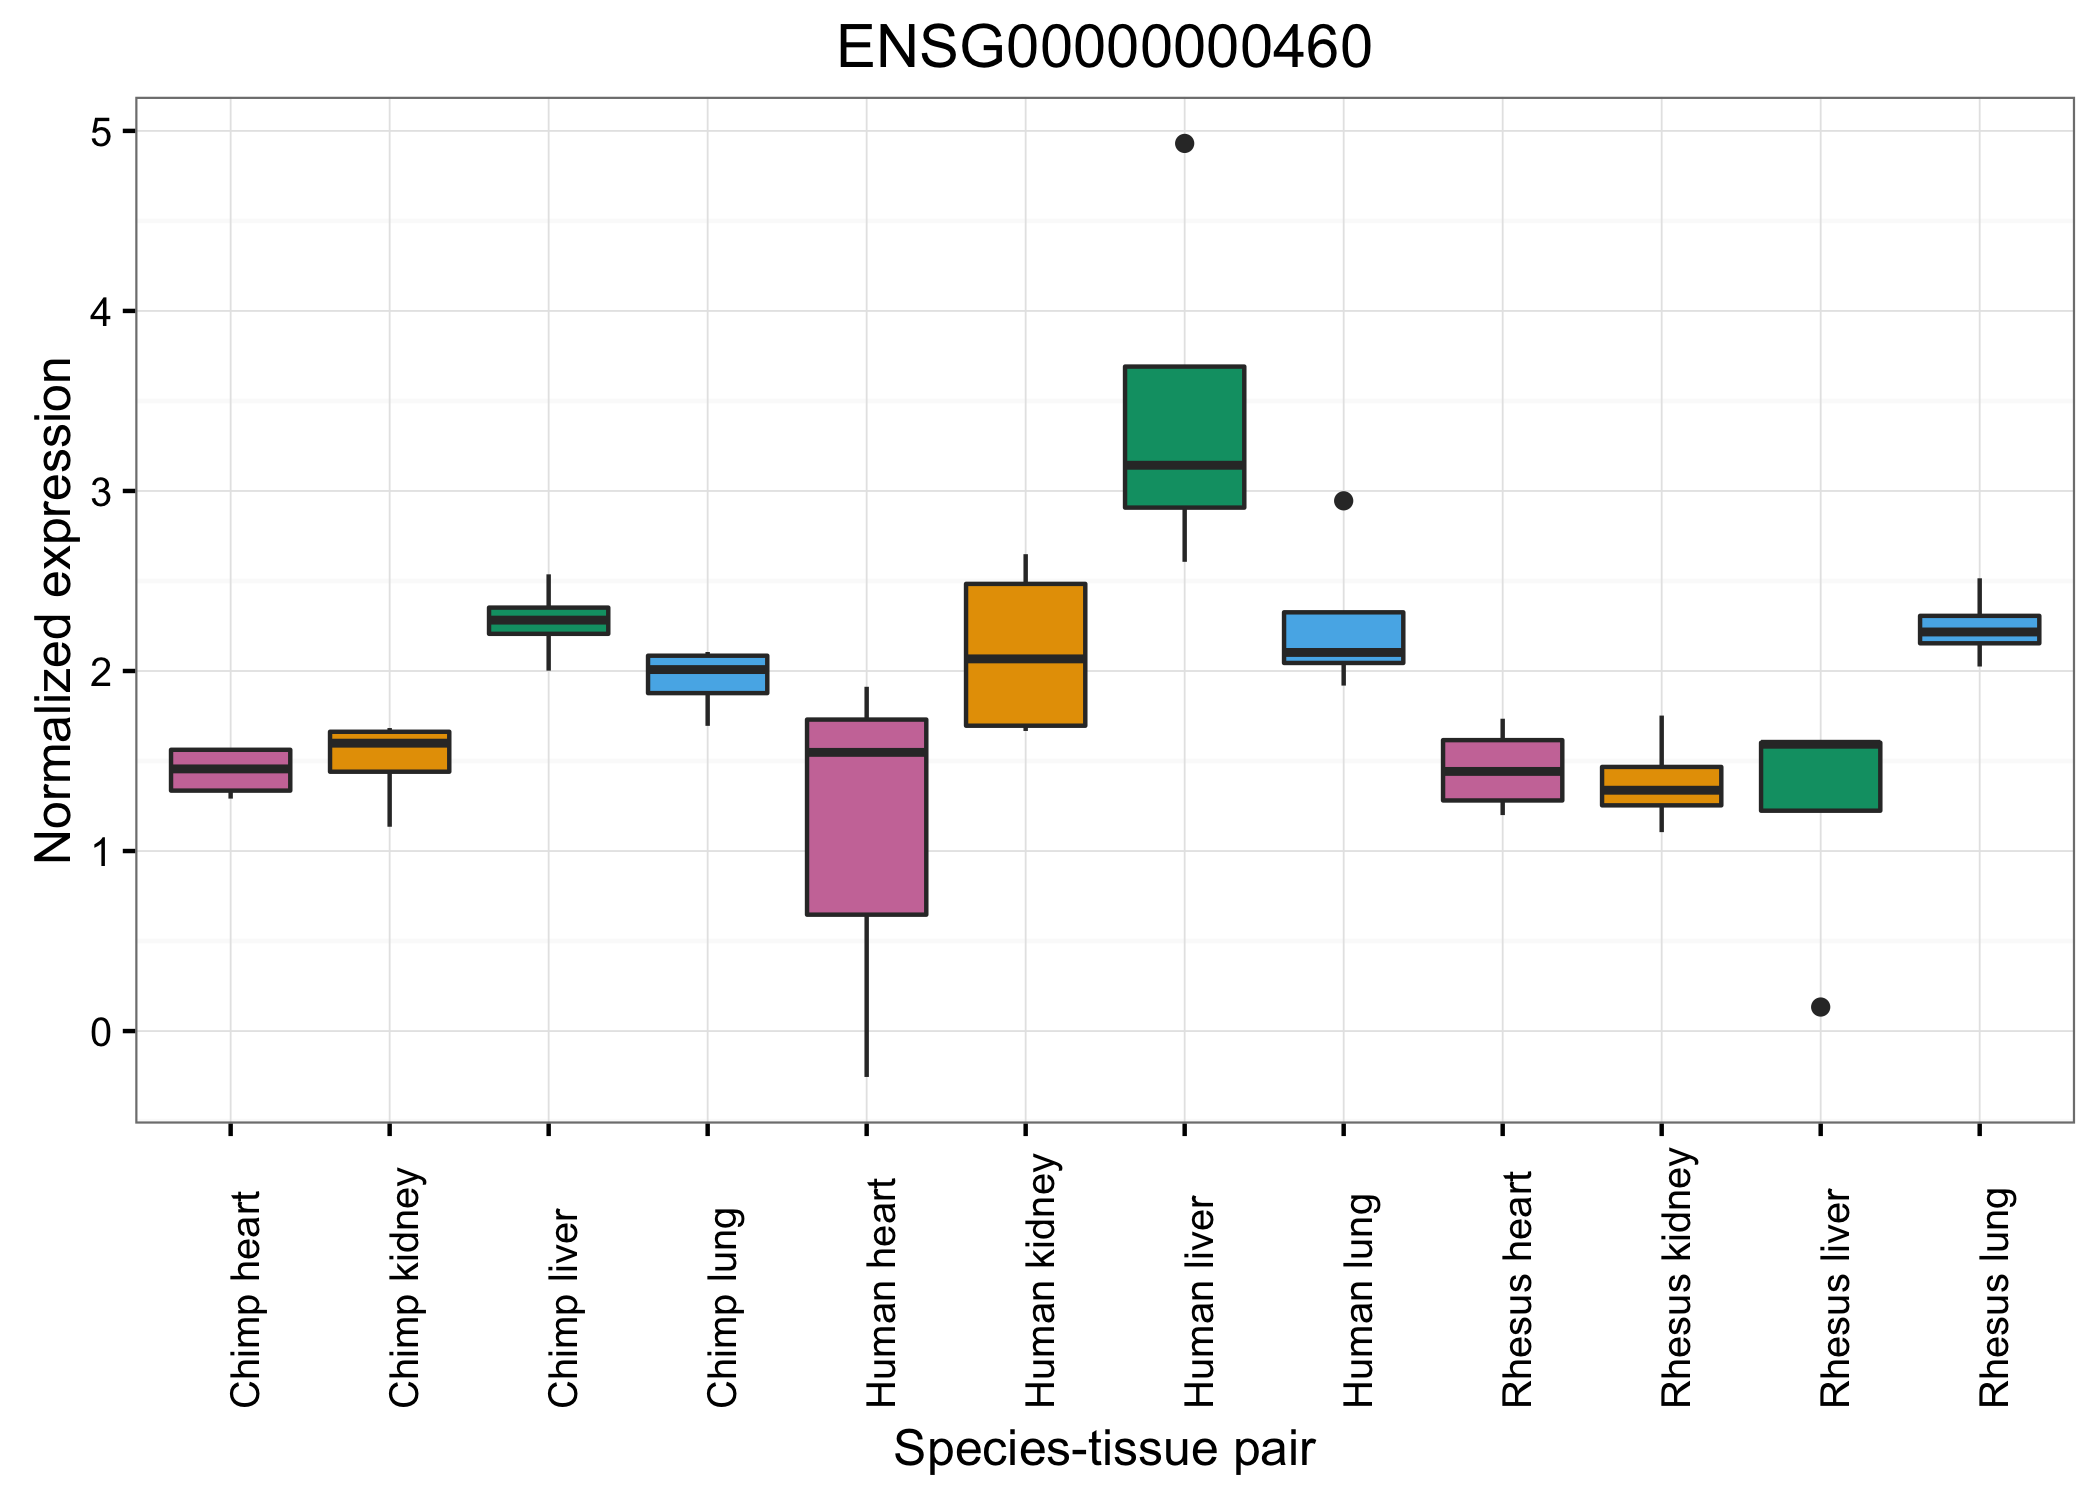 ENSG00000000460
Normalized expression
5
4
3
2
1
0
Chimp heart
Chimp kidney
Chimp liver
Chimp lung
Human heart
Human kidney
Human liver
Human lung
Rhesus heart
Rhesus kidney
Rhesus liver
Rhesus lung
Species-tissue pair